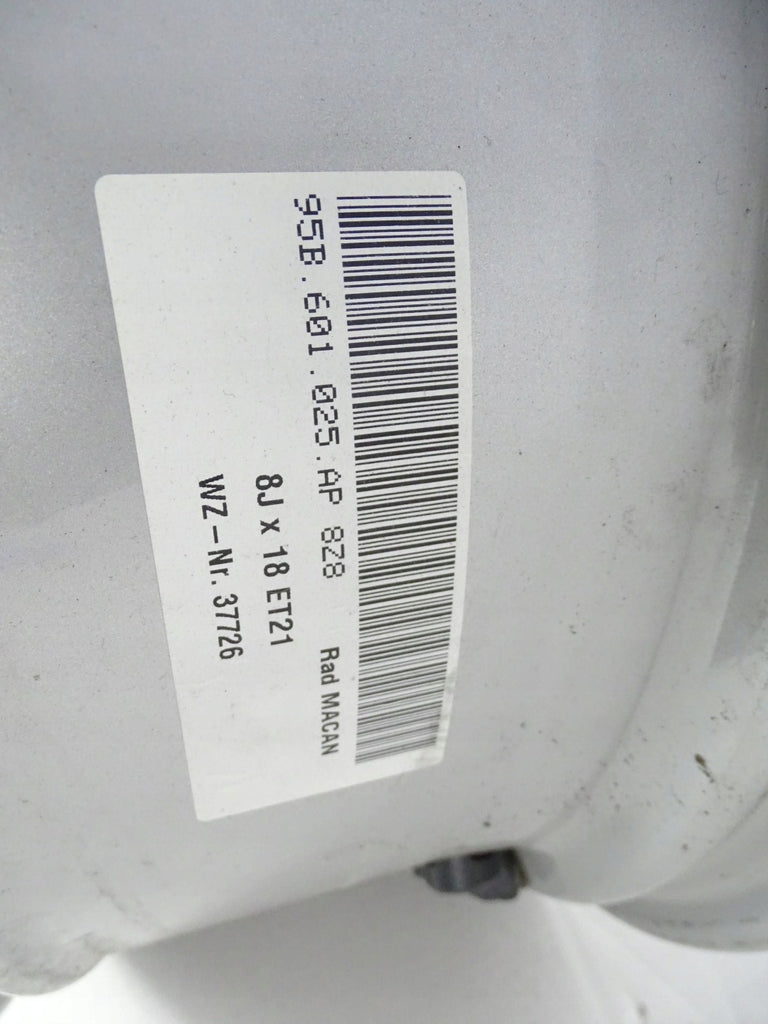 95B.601.025.AP 8Z8 Rad MACAN
8J x 18 ET21
WZ-Nr. 37726